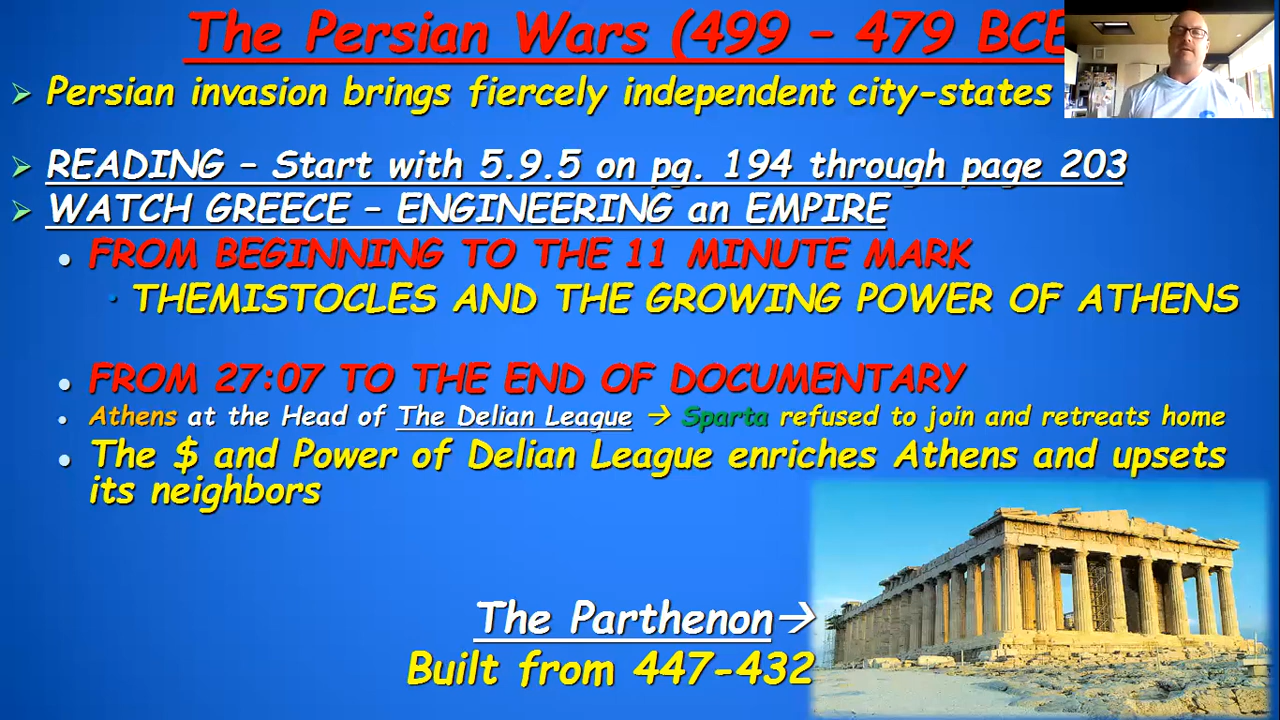 The Persian Wars (499 – 479 BCE
➢ Persian invasion brings fiercely independent city-states
➢ READING – Start with 5.9.5 on pg. 194 through page 203
➢ WATCH GREECE – ENGINEERING an EMPIRE
• FROM BEGINNING TO THE 11 MINUTE MARK
• THEMISTOCLES AND THE GROWING POWER OF ATHENS
• FROM 27:07 TO THE END OF DOCUMENTARY
• Athens at the Head of The Delian League → Sparta refused to join and retreats home
• The $ and Power of Delian League enriches Athens and upsets
its neighbors
The Parthenon→
Built from 447-432